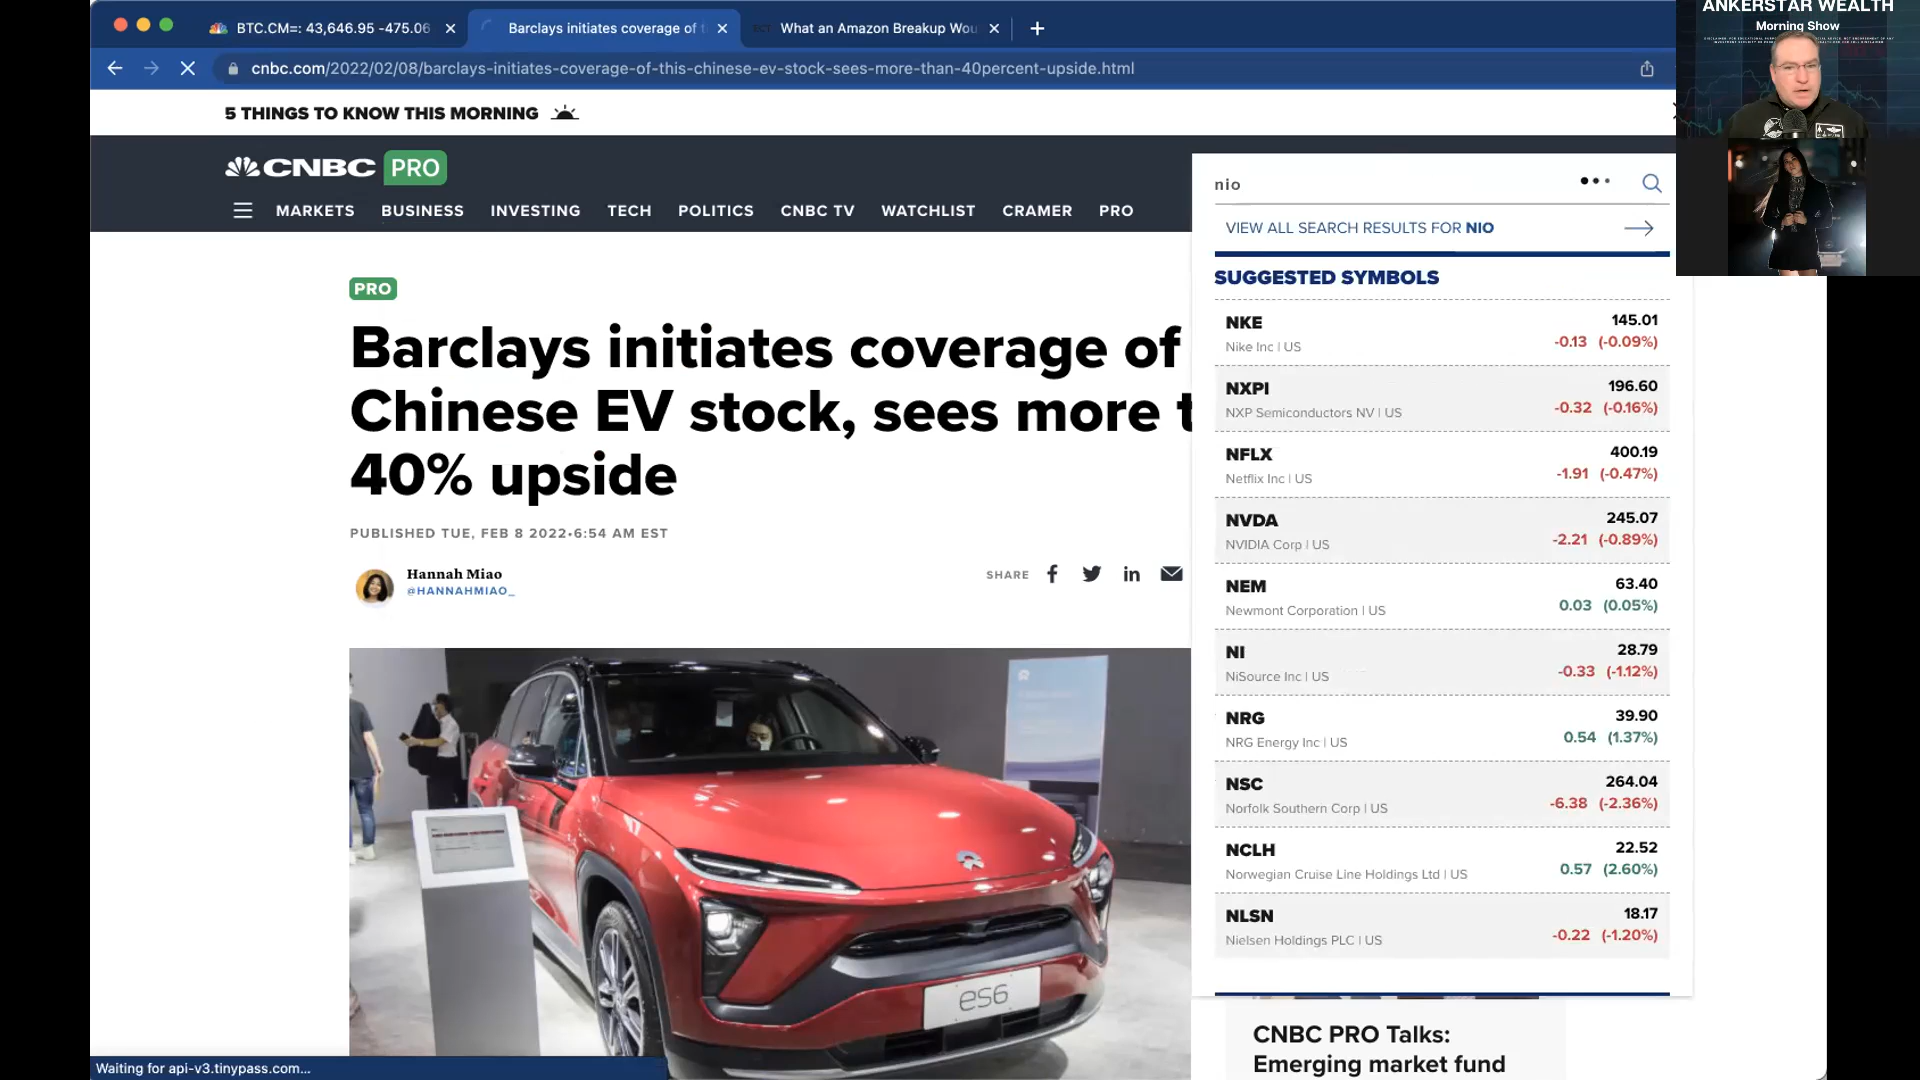 BTC.CM=: 43,646.95 -475.06
Barclays initiates coverage of t
What an Amazon Breakup Wou
cnbc.com/2022/02/08/barclays-initiates-coverage-of-this-chinese-ev-stock-sees-more-than-40percent-upside.html
ANKERSTAR WEALTH
Morning Show
5 THINGS TO KNOW THIS MORNING
CNBC PRO
MARKETS BUSINESS INVESTING TECH POLITICS CNBC TV WATCHLIST CRAMER PRO
PRO
Barclays initiates coverage of
Chinese EV stock, sees more t
40% upside
PUBLISHED TUE, FEB 8 2022•6:54 AM EST
Hannah Miao
@HANNAHMIAO_
SHARE
es6
nio
VIEW ALL SEARCH RESULTS FOR NIO
SUGGESTED SYMBOLS
NKE 145.01
Nike Inc | US -0.13 (-0.09%)
NXPI 196.60
NXP Semiconductors NV | US -0.32 (-0.16%)
NFLX 400.19
Netflix Inc | US -1.91 (-0.47%)
NVDA 245.07
NVIDIA Corp | US -2.21 (-0.89%)
NEM 63.40
Newmont Corporation | US 0.03 (0.05%)
NI 28.79
NiSource Inc | US -0.33 (-1.12%)
NRG 39.90
NRG Energy Inc | US 0.54 (1.37%)
NSC 264.04
Norfolk Southern Corp | US -6.38 (-2.36%)
NCLH 22.52
Norwegian Cruise Line Holdings Ltd | US 0.57 (2.60%)
NLSN 18.17
Nielsen Holdings PLC | US -0.22 (-1.20%)
CNBC PRO Talks:
Emerging market fund
Waiting for api-v3.tinypass.com...